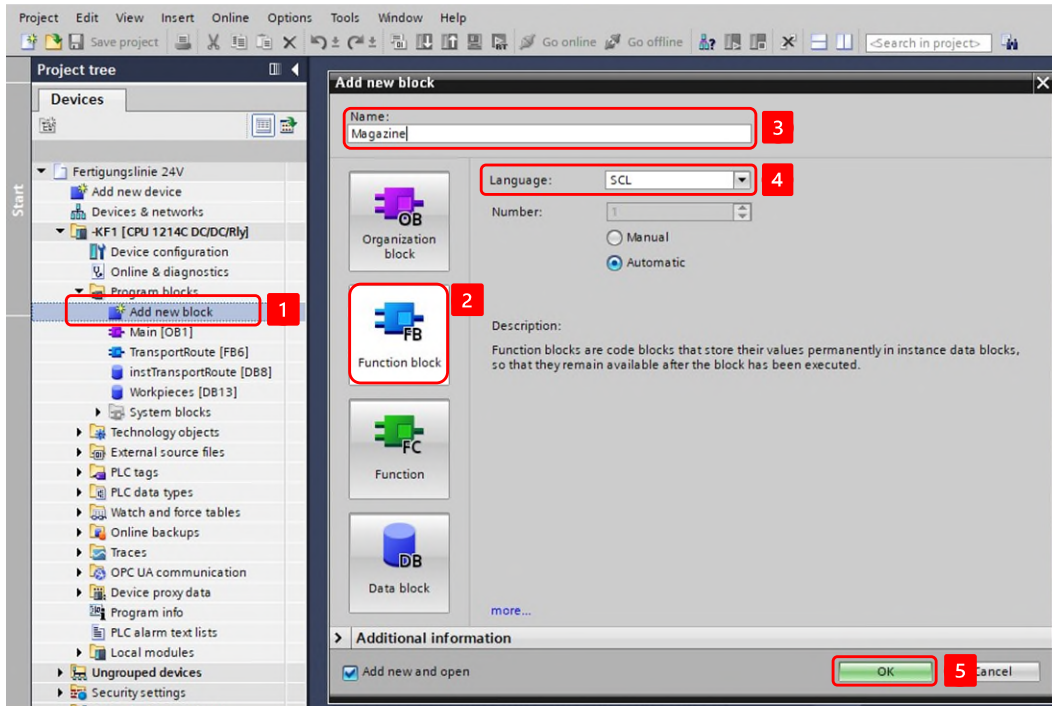 Project Edit View Insert Online Options Tools Window Help
Save project Go online Go offline <Search in project>
Start
Project tree
Devices
Fertigungslinie 24V
Add new device
Devices & networks
-KF1 [CPU 1214C DC/DC/Rly]
Device configuration
Online & diagnostics
Program blocks
Add new block
1
Main [OB1]
TransportRoute [FB6]
instTransportRoute [DB8]
Workpieces [DB13]
System blocks
Technology objects
External source files
PLC tags
PLC data types
Watch and force tables
Online backups
Traces
OPC UA communication
Device proxy data
Program info
PLC alarm text lists
Local modules
Ungrouped devices
Security settings
Add new block
Name:
Magazine
3
OB
Organization
block
2
FB
Function block
FC
Function
DB
Data block
Language: SCL
4
Number: 1
Manual
Automatic
Description:
Function blocks are code blocks that store their values permanently in instance data blocks,
so that they remain available after the block has been executed.
more...
> Additional information
Add new and open
OK
5
ancel